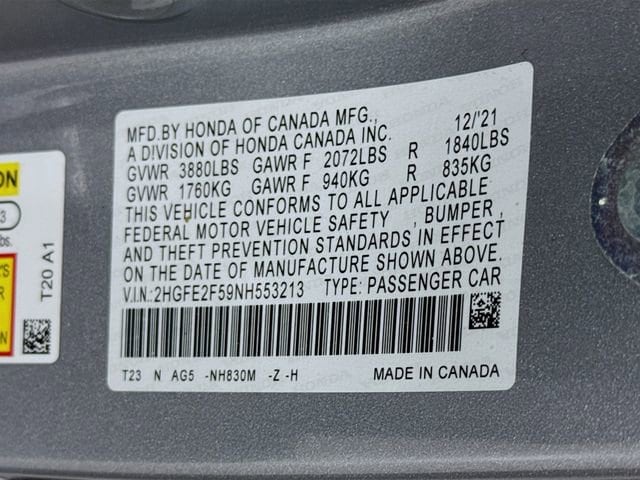 MFD.BY HONDA OF CANADA MFG., 12/'21
A DIVISION OF HONDA CANADA INC.
GVWR 3880LBS GAWR F 2072LBS R 1840LBS
GVWR 1760KG GAWR F 940KG R 835KG
THIS VEHICLE CONFORMS TO ALL APPLICABLE
FEDERAL MOTOR VEHICLE SAFETY , BUMPER,
AND THEFT PREVENTION STANDARDS IN EFFECT
ON THE DATE OF MANUFACTURE SHOWN ABOVE.
V.I.N.:2HGFE2F59NH553213 TYPE:PASSENGER CAR
T23 N AG5 -NH830M -Z -H MADE IN CANADA
T20 A1